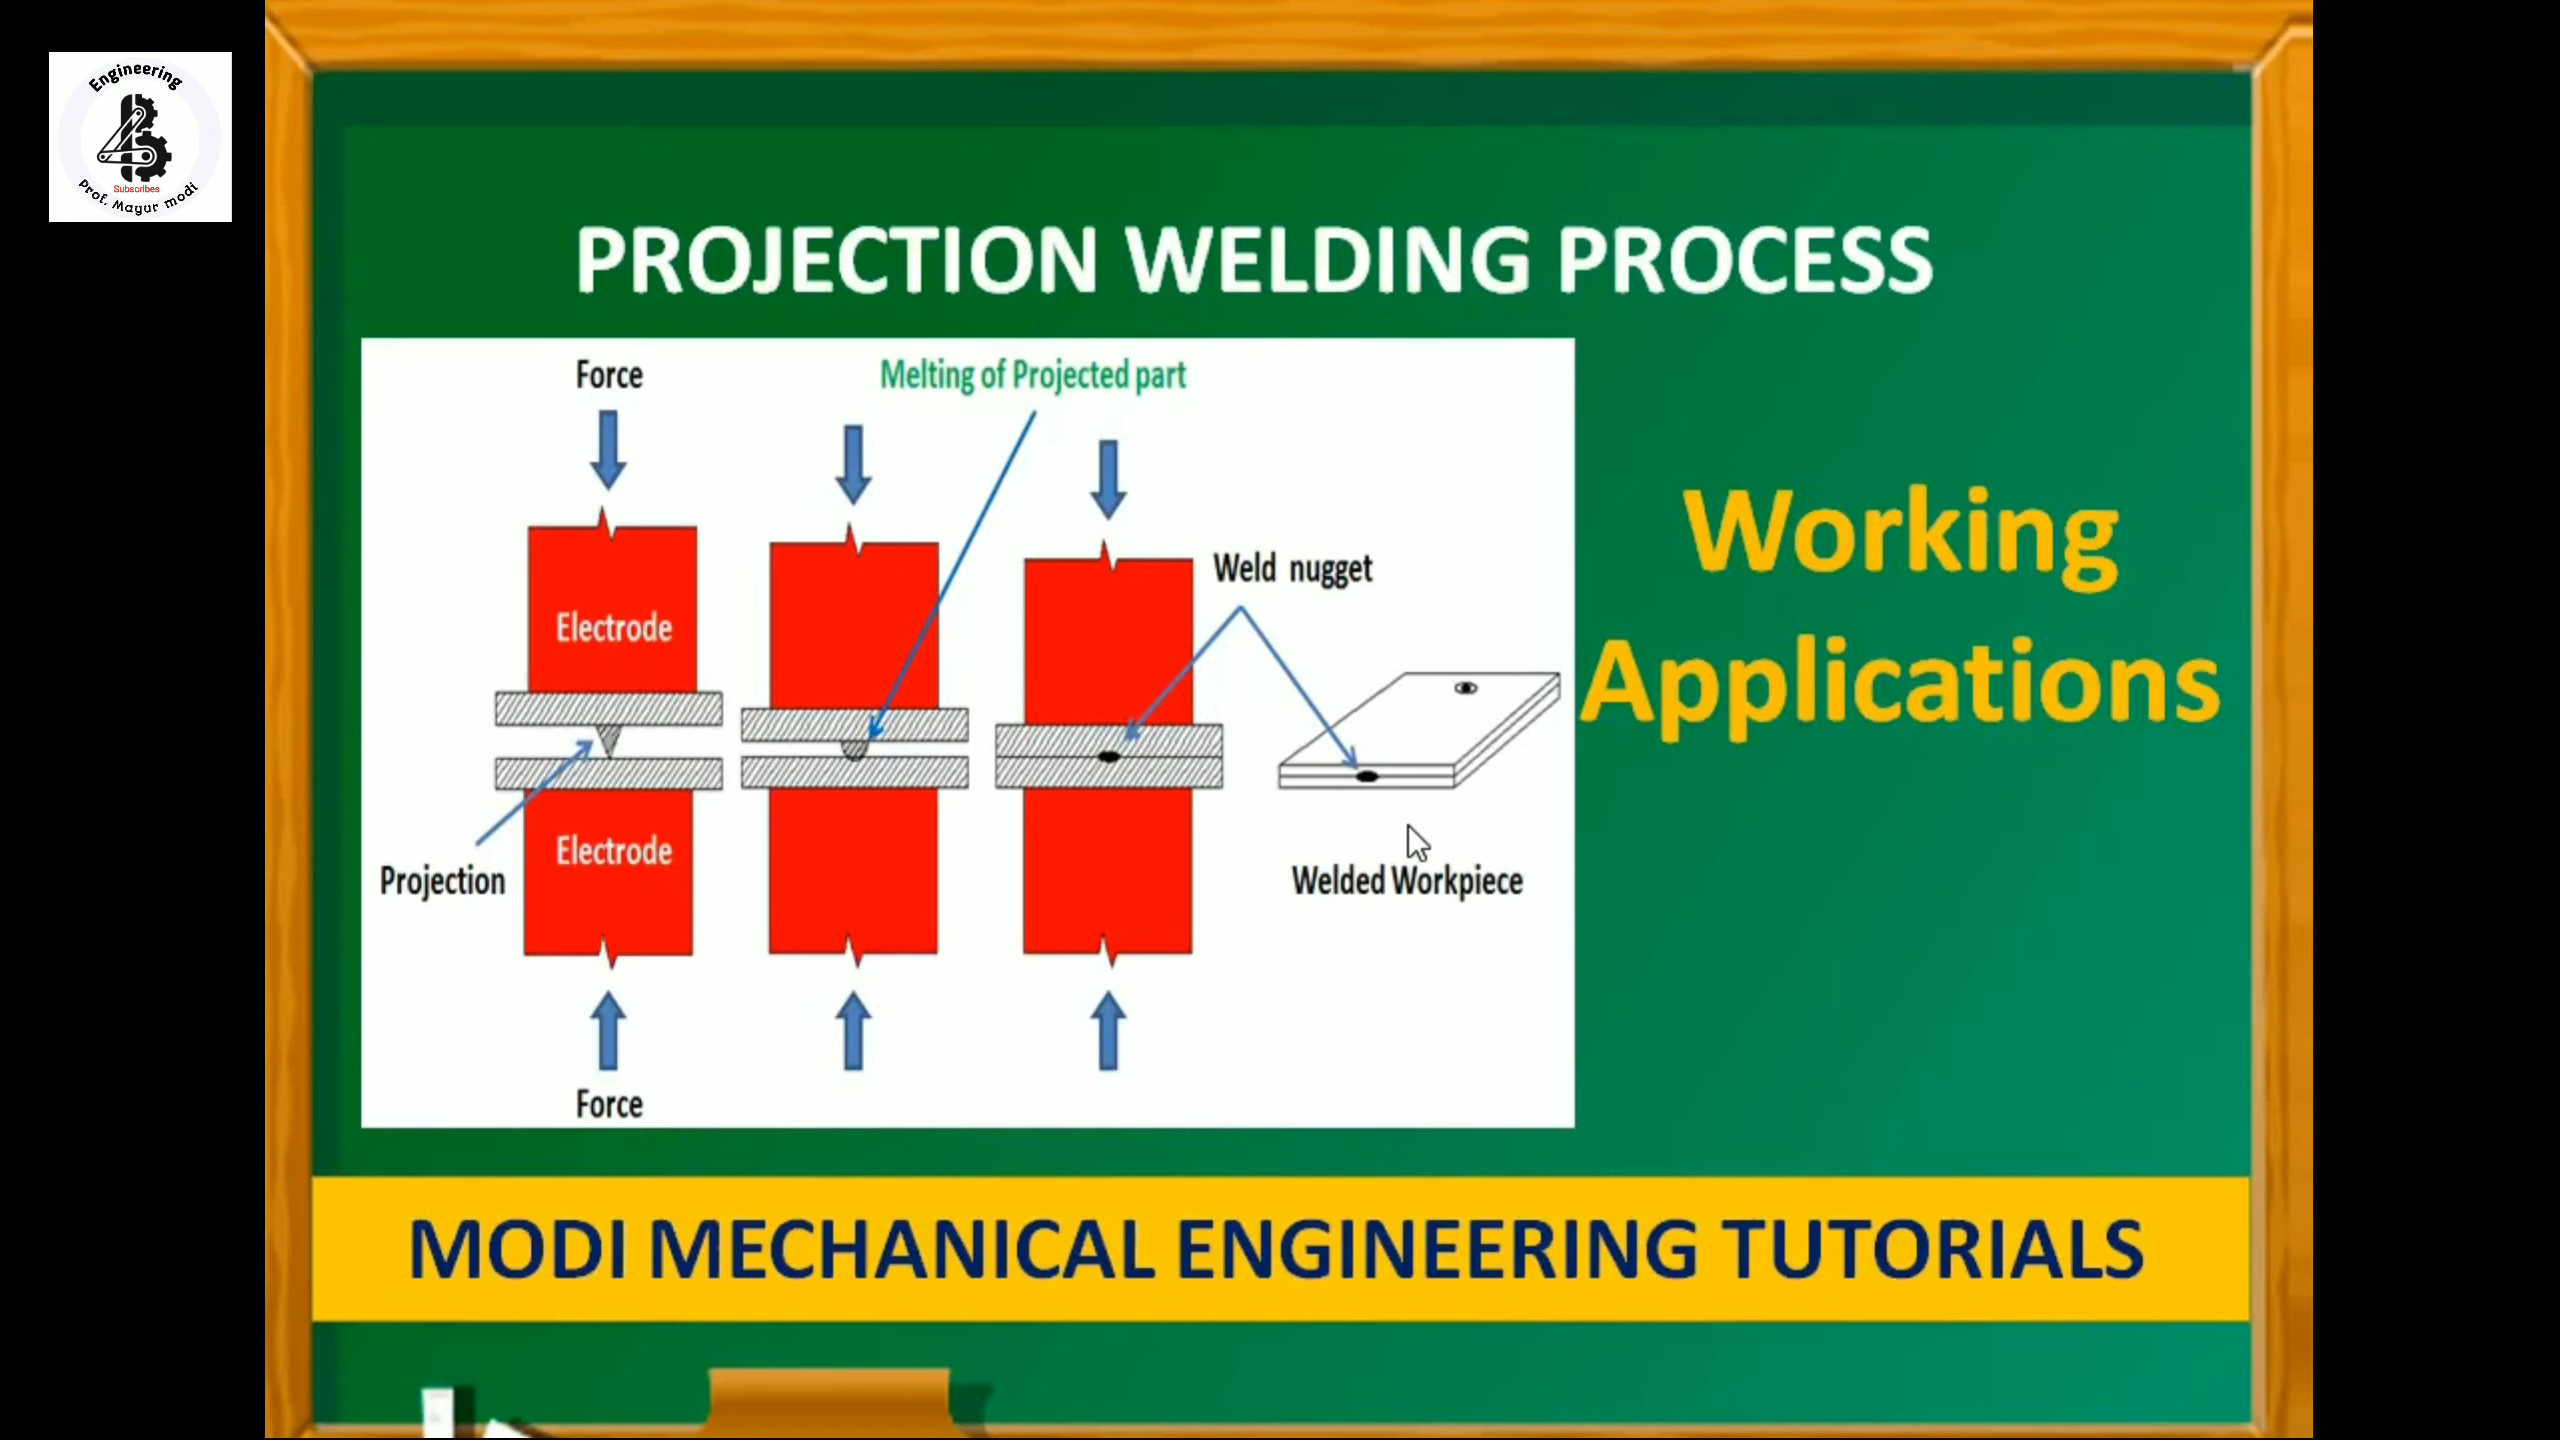 Engineering
Subscribes
Prof. Mayur modi
PROJECTION WELDING PROCESS
Force
Melting of Projected part
Weld nugget
Electrode
Electrode
Projection
Welded Workpiece
Force
Working
Applications
MODI MECHANICAL ENGINEERING TUTORIALS